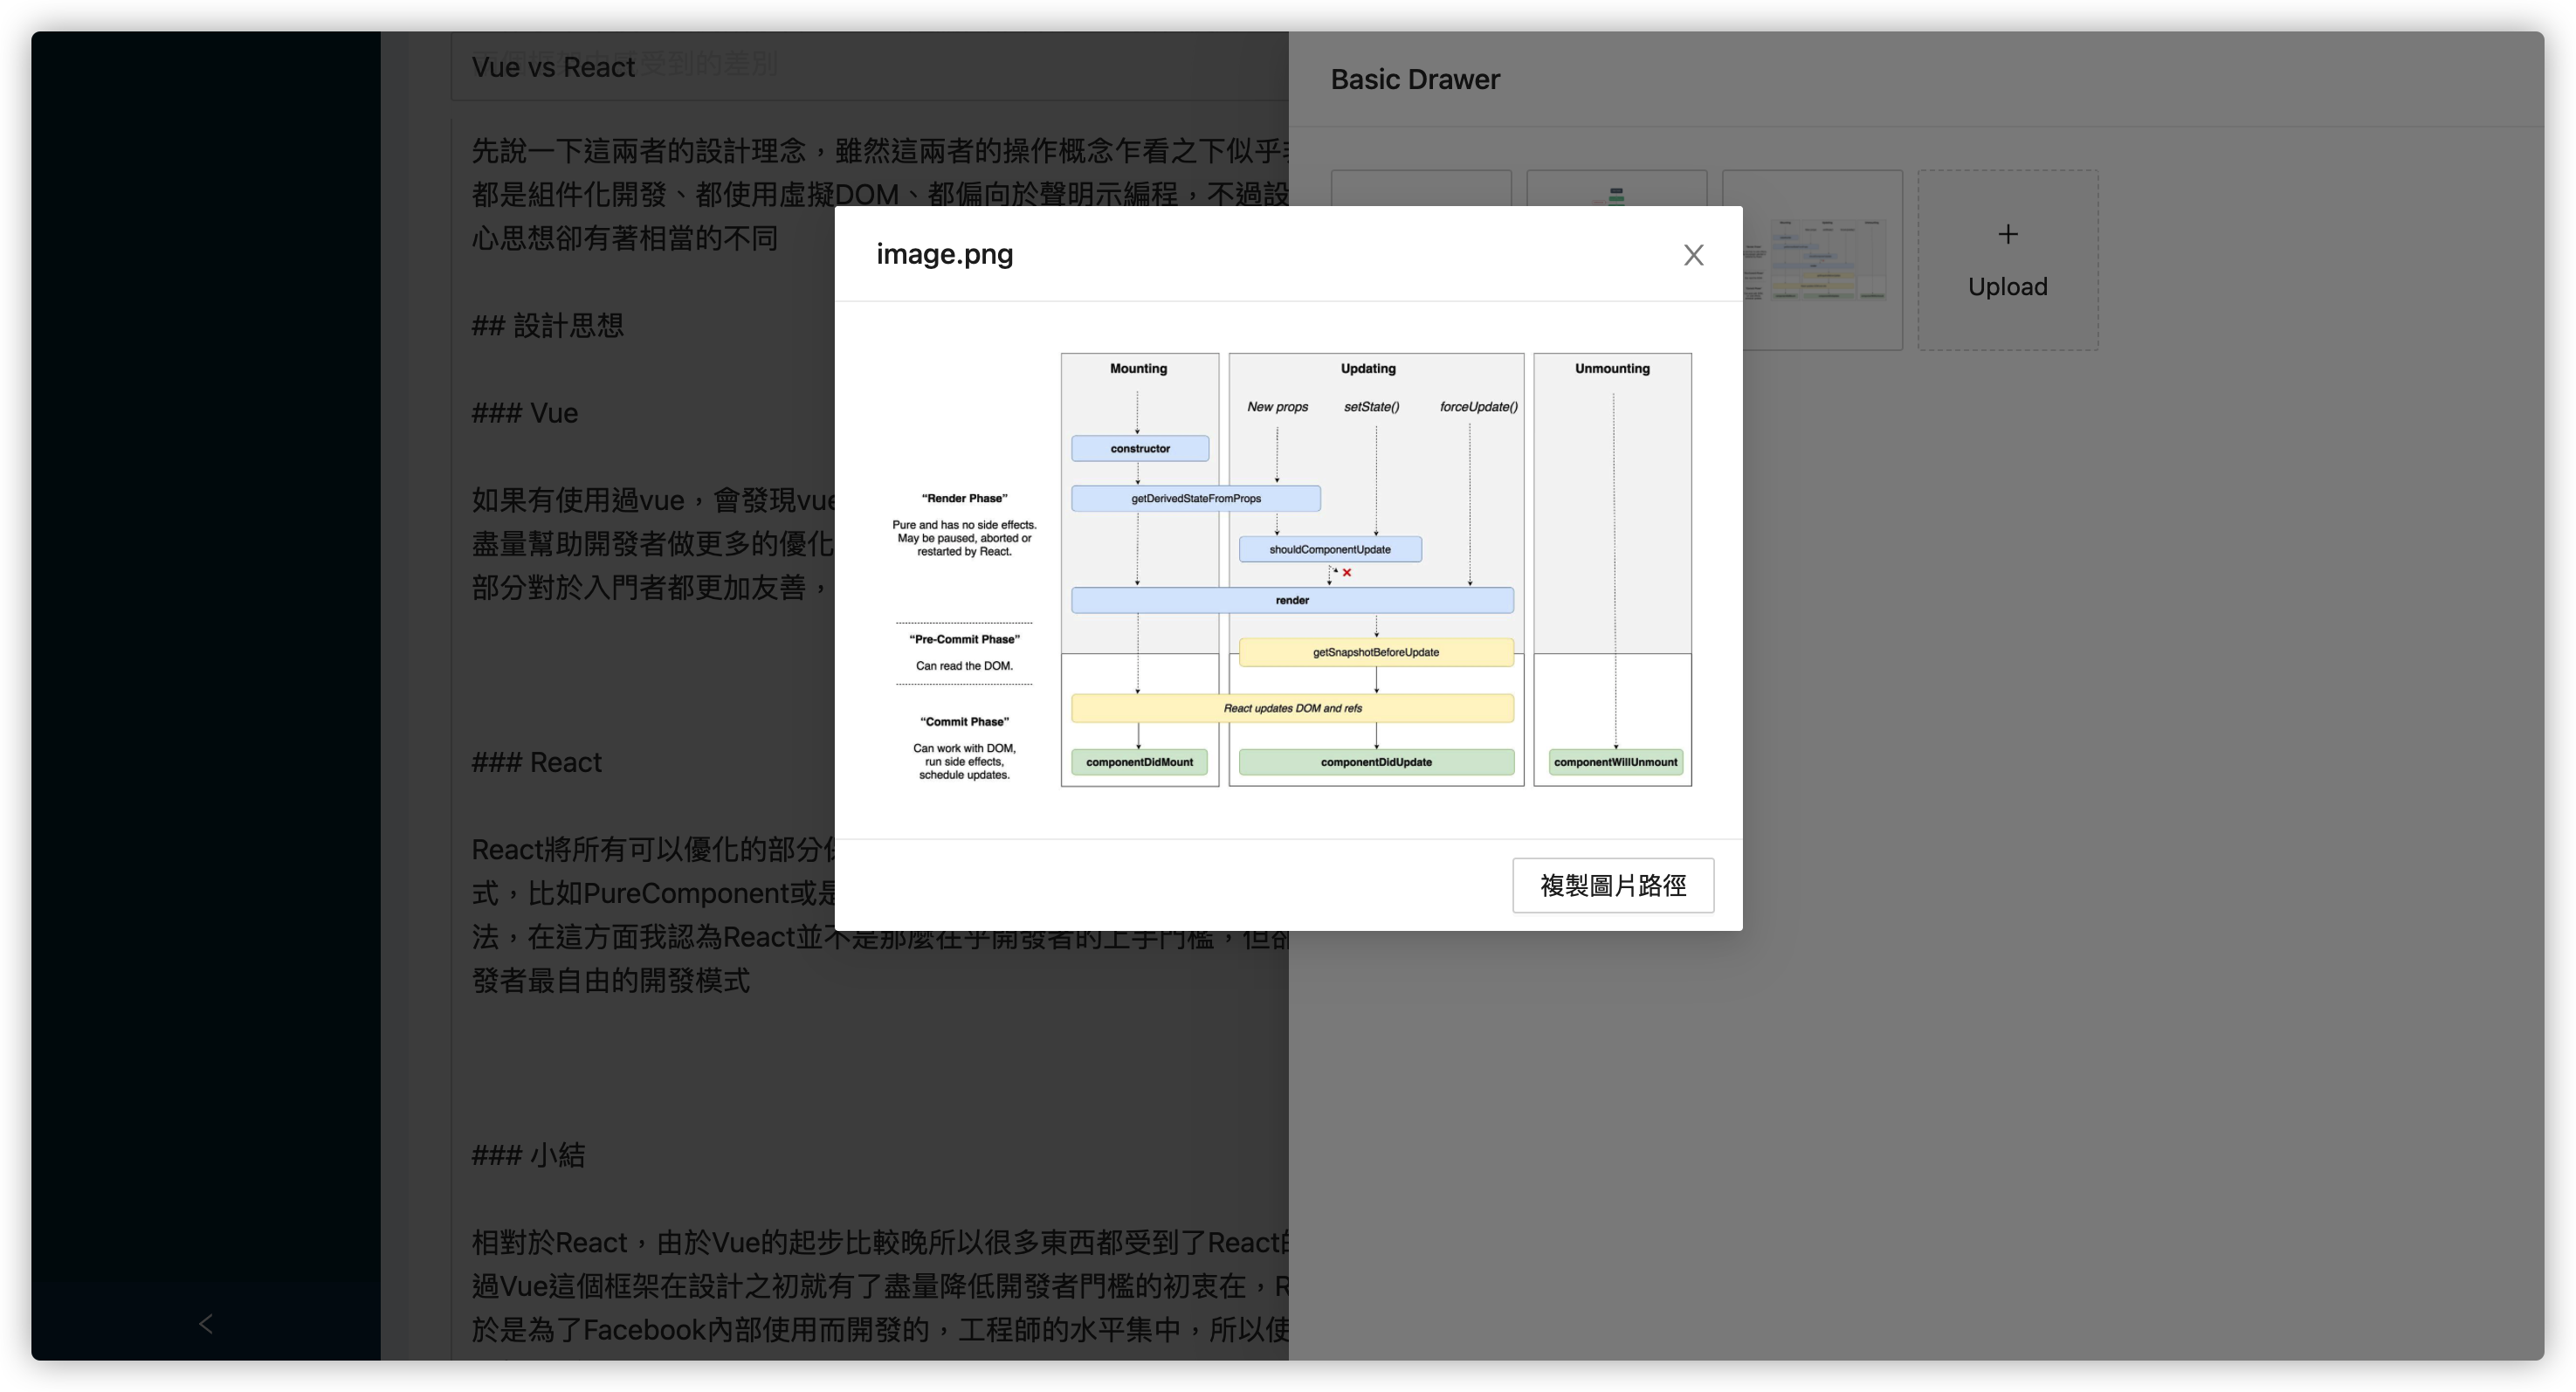 Vue vs React
先說一下這兩者的設計理念，雖然這兩者的操作概念乍看之下似乎
都是組件化開發、都使用虛擬DOM、都偏向於聲明示編程，不過設
心思想卻有著相當的不同
## 設計思想
### Vue
如果有使用過vue，會發現vue
盡量幫助開發者做更多的優化
部分對於入門者都更加友善，
### React
React將所有可以優化的部分
式，比如PureComponent或是
法，在這方面我認為React並不是那麼在乎開發者的上手門檻，但卻
發者最自由的開發模式
### 小結
相對於React，由於Vue的起步比較晚所以很多東西都受到了React的
過Vue這個框架在設計之初就有了盡量降低開發者門檻的初衷在，R
於是為了Facebook內部使用而開發的，工程師的水平集中，所以使
Basic Drawer
+
Upload
image.png
X
Mounting
Updating
Unmounting
New props
setState()
forceUpdate()
constructor
“Render Phase”
getDerivedStateFromProps
Pure and has no side effects.
May be paused, aborted or
restarted by React.
shouldComponentUpdate
render
“Pre-Commit Phase”
Can read the DOM.
getSnapshotBeforeUpdate
React updates DOM and refs
“Commit Phase”
Can work with DOM,
run side effects,
schedule updates.
componentDidMount
componentDidUpdate
componentWillUnmount
複製圖片路徑